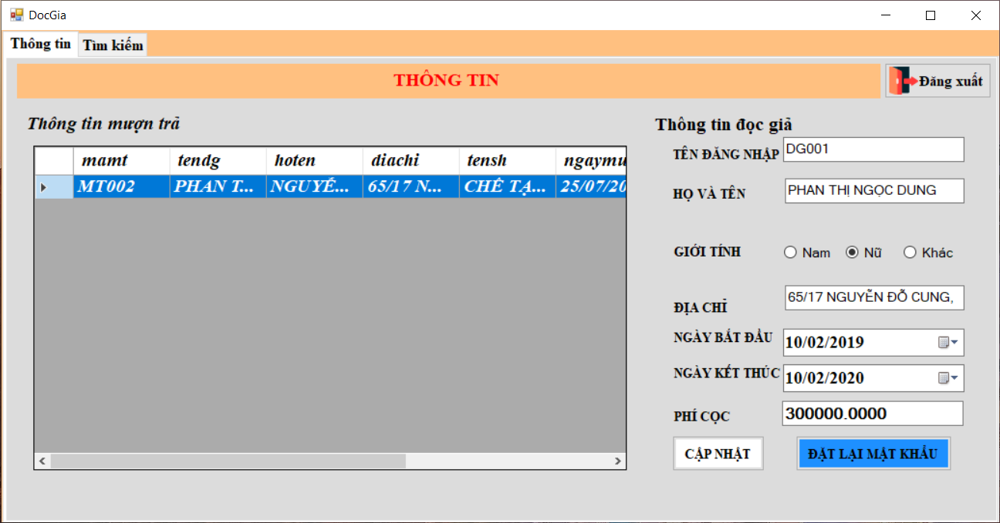 DocGia
Thông tin
Tìm kiếm
THÔNG TIN
Đăng xuất
Thông tin mượn trả
mamt tendg hoten diachi tensh ngaymu
MT002 PHAN T... NGUYỄ... 65/17 N... CHẾ TẠ... 25/07/20
Thông tin đọc giả
TÊN ĐĂNG NHẬP DG001
HỌ VÀ TÊN PHAN THỊ NGỌC DUNG
GIỚI TÍNH Nam Nữ Khác
ĐỊA CHỈ 65/17 NGUYỄN ĐỖ CUNG,
NGÀY BẮT ĐẦU 10/02/2019
NGÀY KẾT THÚC 10/02/2020
PHÍ CỌC 300000.0000
CẬP NHẬT ĐẶT LẠI MẬT KHẨU